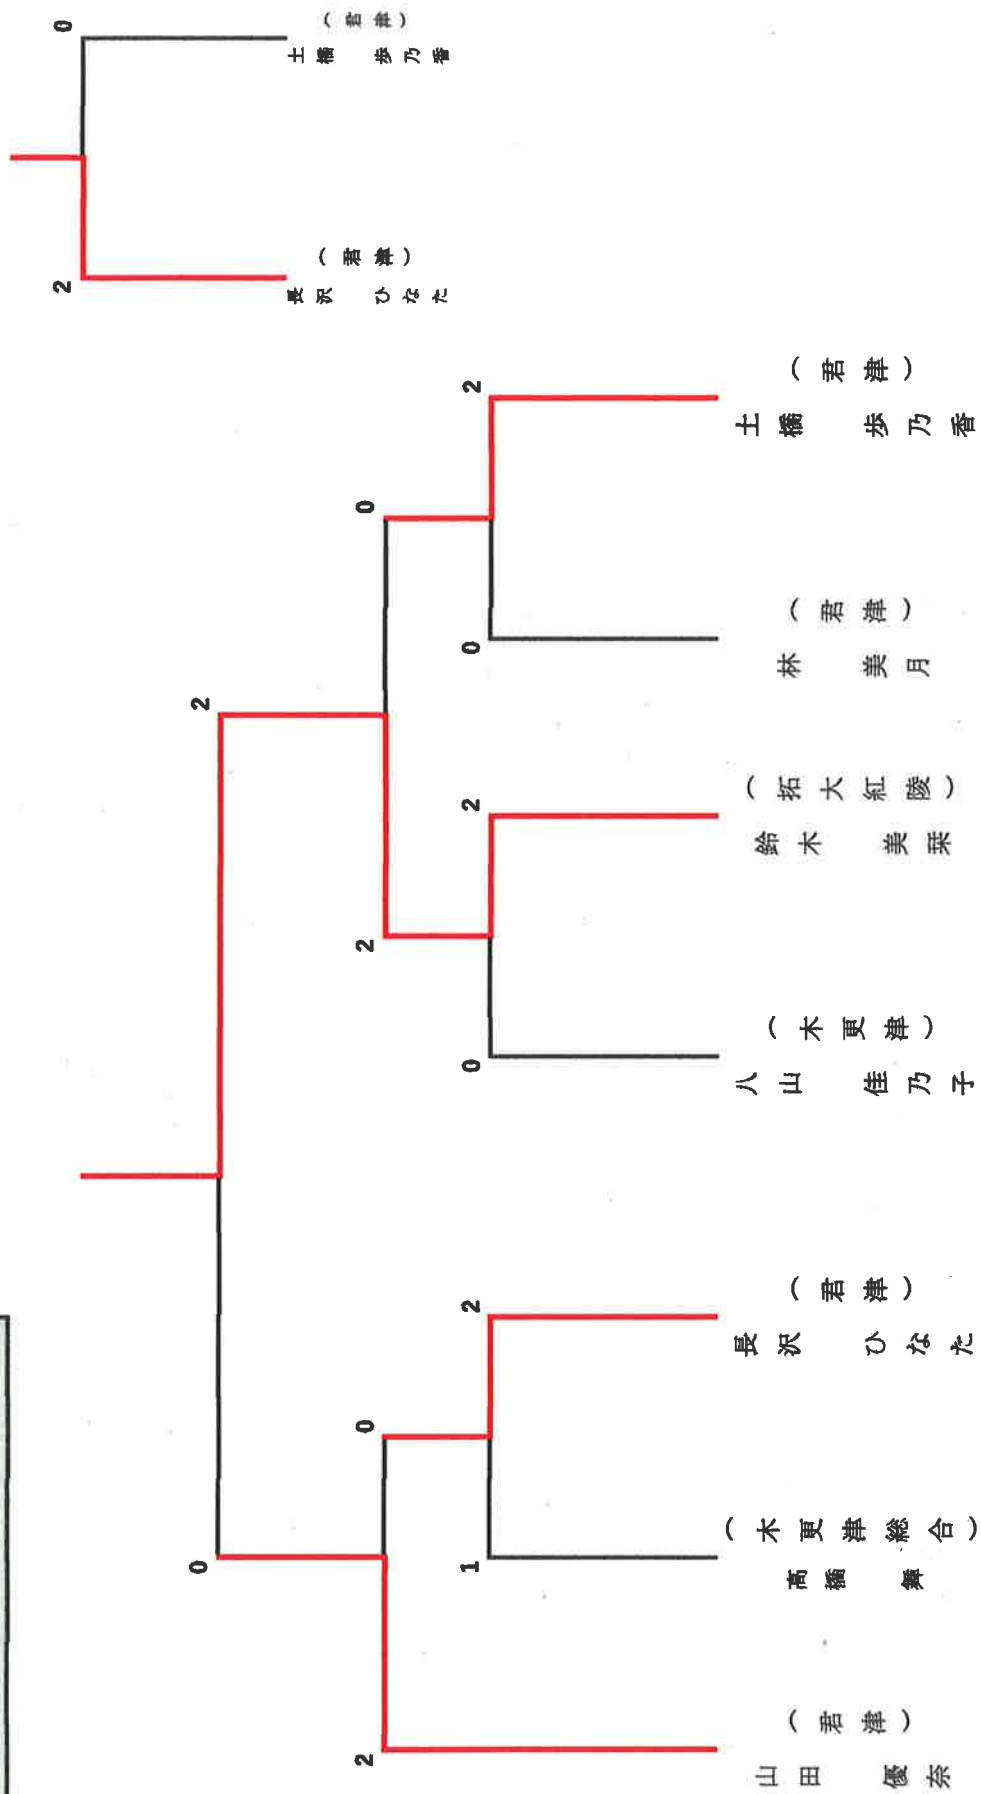 0
(君津)
土橋 歩乃香
2
(君津)
長沢 ひなた
2
0
2
0
2
0
2
0
2
0
2
1
(君津)
土橋 歩乃香
(君津)
林 美月
(拓大紅陵)
鈴木 美栞
(木更津)
八山 佳乃子
(君津)
長沢 ひなた
(木更津総合)
高橋 舞
(君津)
山田 優奈